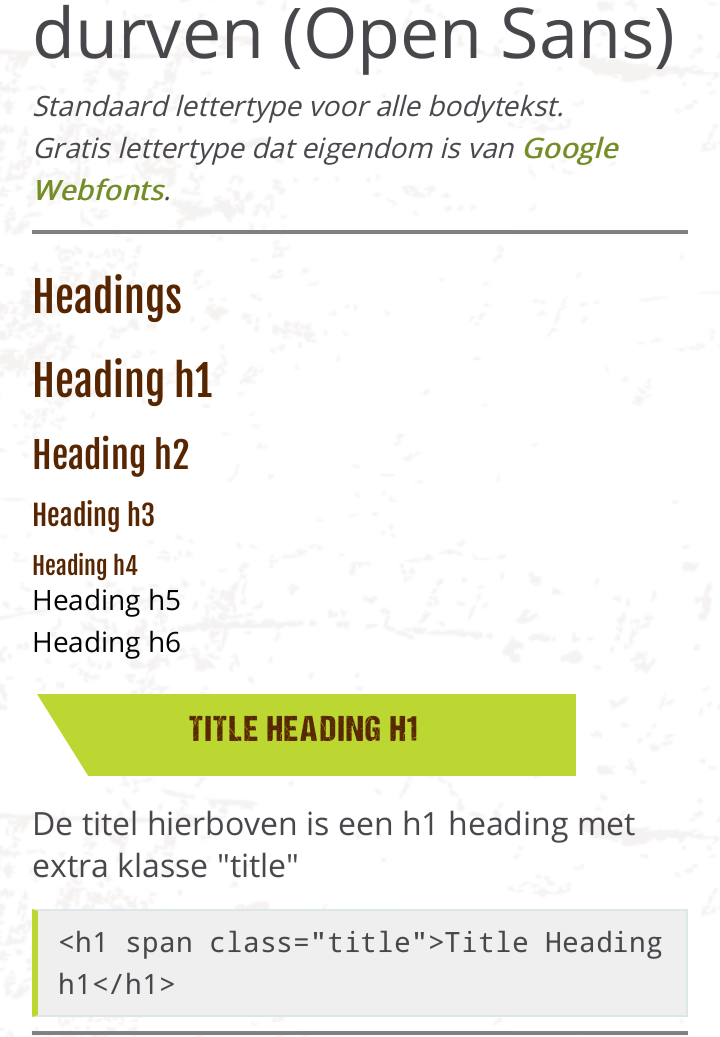 durven (Open Sans)
Standaard lettertype voor alle bodytekst.
Gratis lettertype dat eigendom is van Google
Webfonts.
Headings
Heading h1
Heading h2
Heading h3
Heading h4
Heading h5
Heading h6
TITLE HEADING H1
De titel hierboven is een h1 heading met
extra klasse "title"
<h1 span class="title">Title Heading
h1</h1>